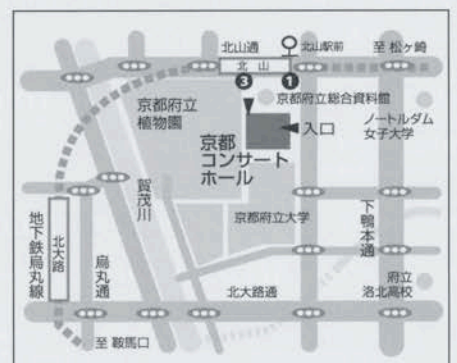 北山通
北山駅前
至 松ヶ崎
北 山
3
1
京都府立総合資料館
京都府立
植物園
入口
ノートルダム
女子大学
京都
コンサート
ホール
賀茂川
京都府立大学
下鴨本通
地下鉄烏丸線
北大路
烏丸通
北大路通
府立
洛北高校
至 鞍馬口